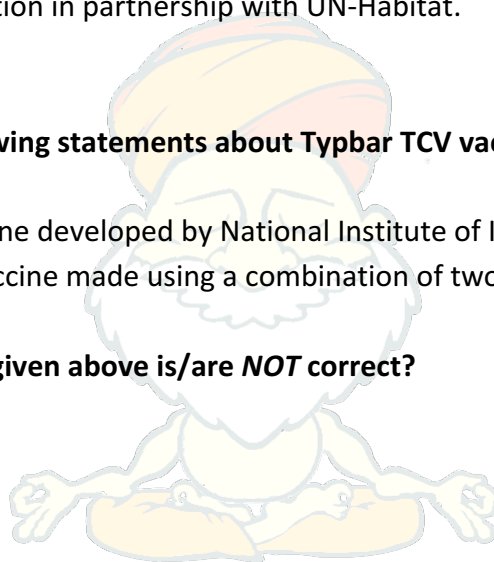 tion in partnership with UN-Habitat.
wing statements about Typbar TCV vac
ne developed by National Institute of I
ccine made using a combination of two
given above is/are NOT correct?